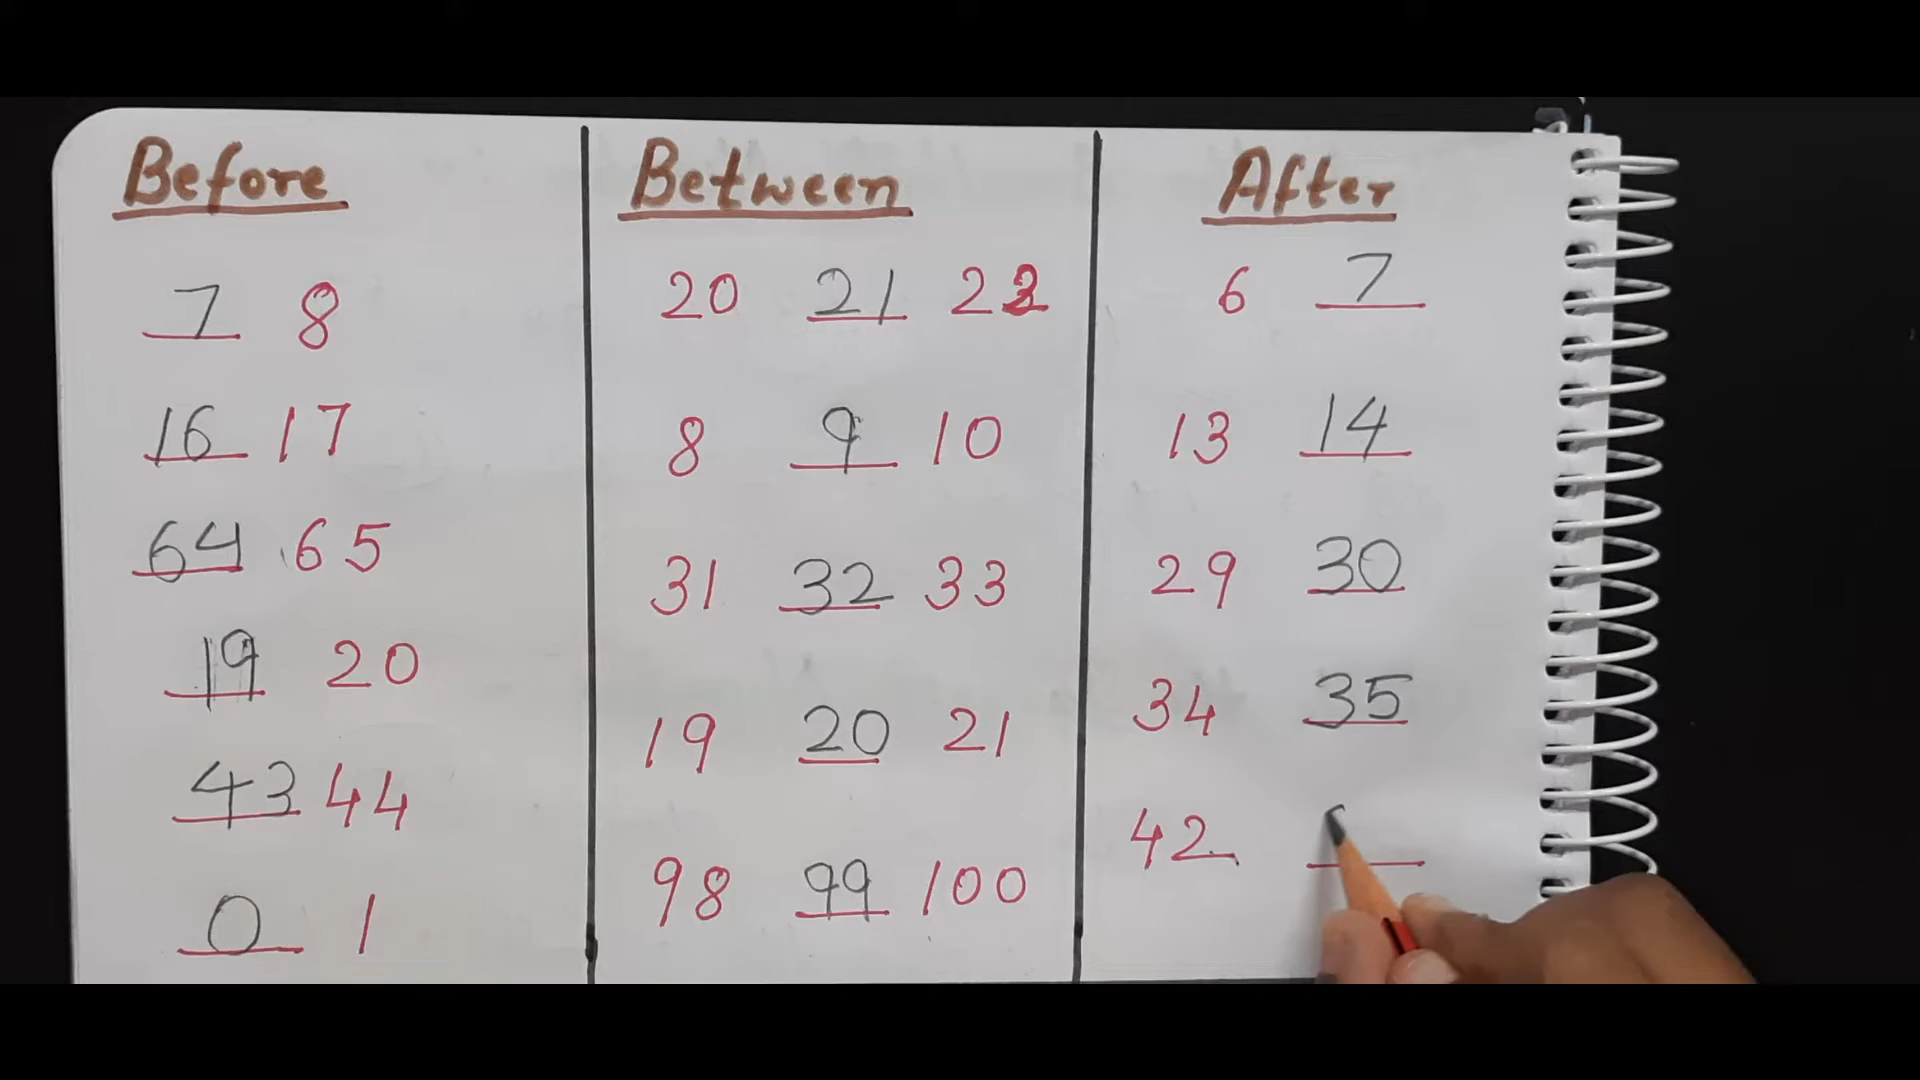 Before
7 8
16 17
64 65
19 20
43 44
0 1
Between
20 21 22
8 9 10
31 32 33
19 20 21
98 99 100
After
6 7
13 14
29 30
34 35
42